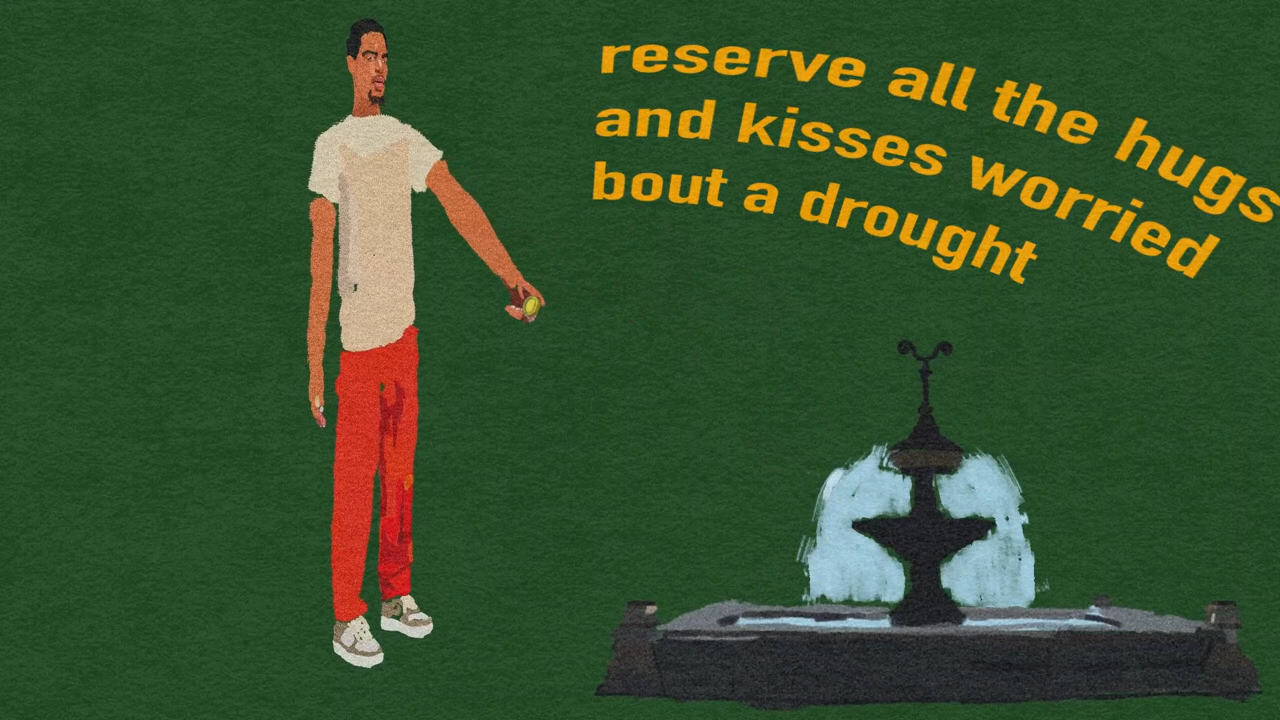 reserve all the hugs
and kisses worried
bout a drought